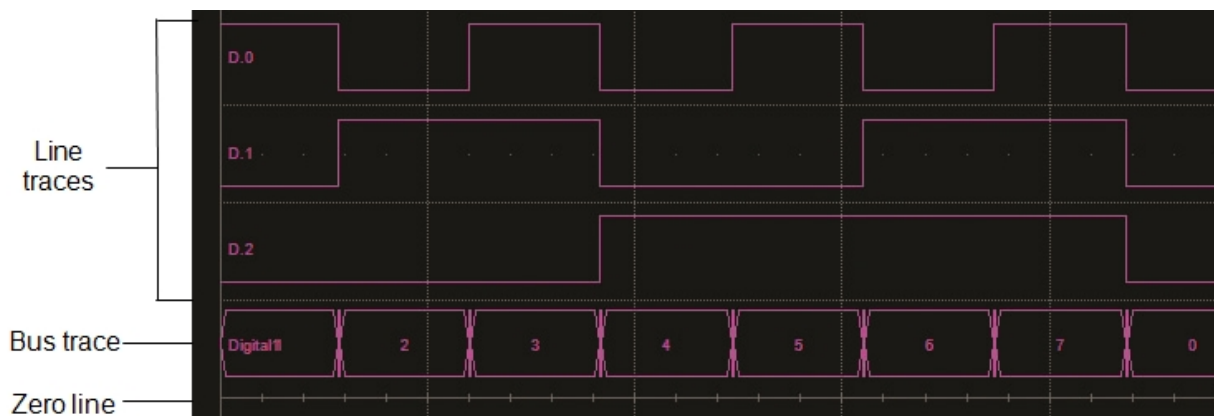 D.0
Line
traces
D.1
D.2
Bus trace
Digital1 2 3 4 5 6 7 0
Zero line